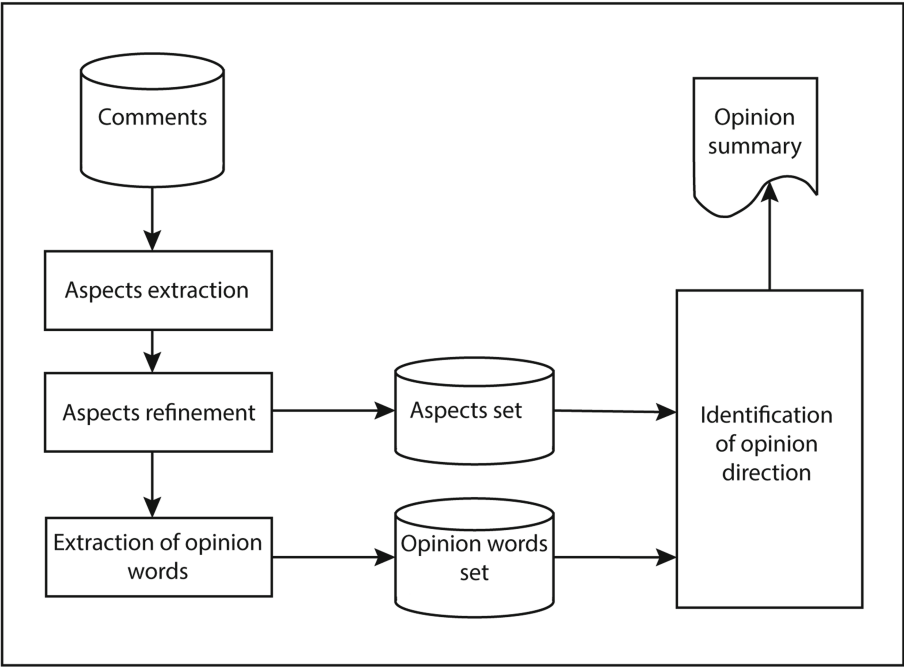 Comments
Opinion
summary
Aspects extraction
Aspects refinement
Aspects set
Identification
of opinion
direction
Extraction of opinion
words
Opinion words
set